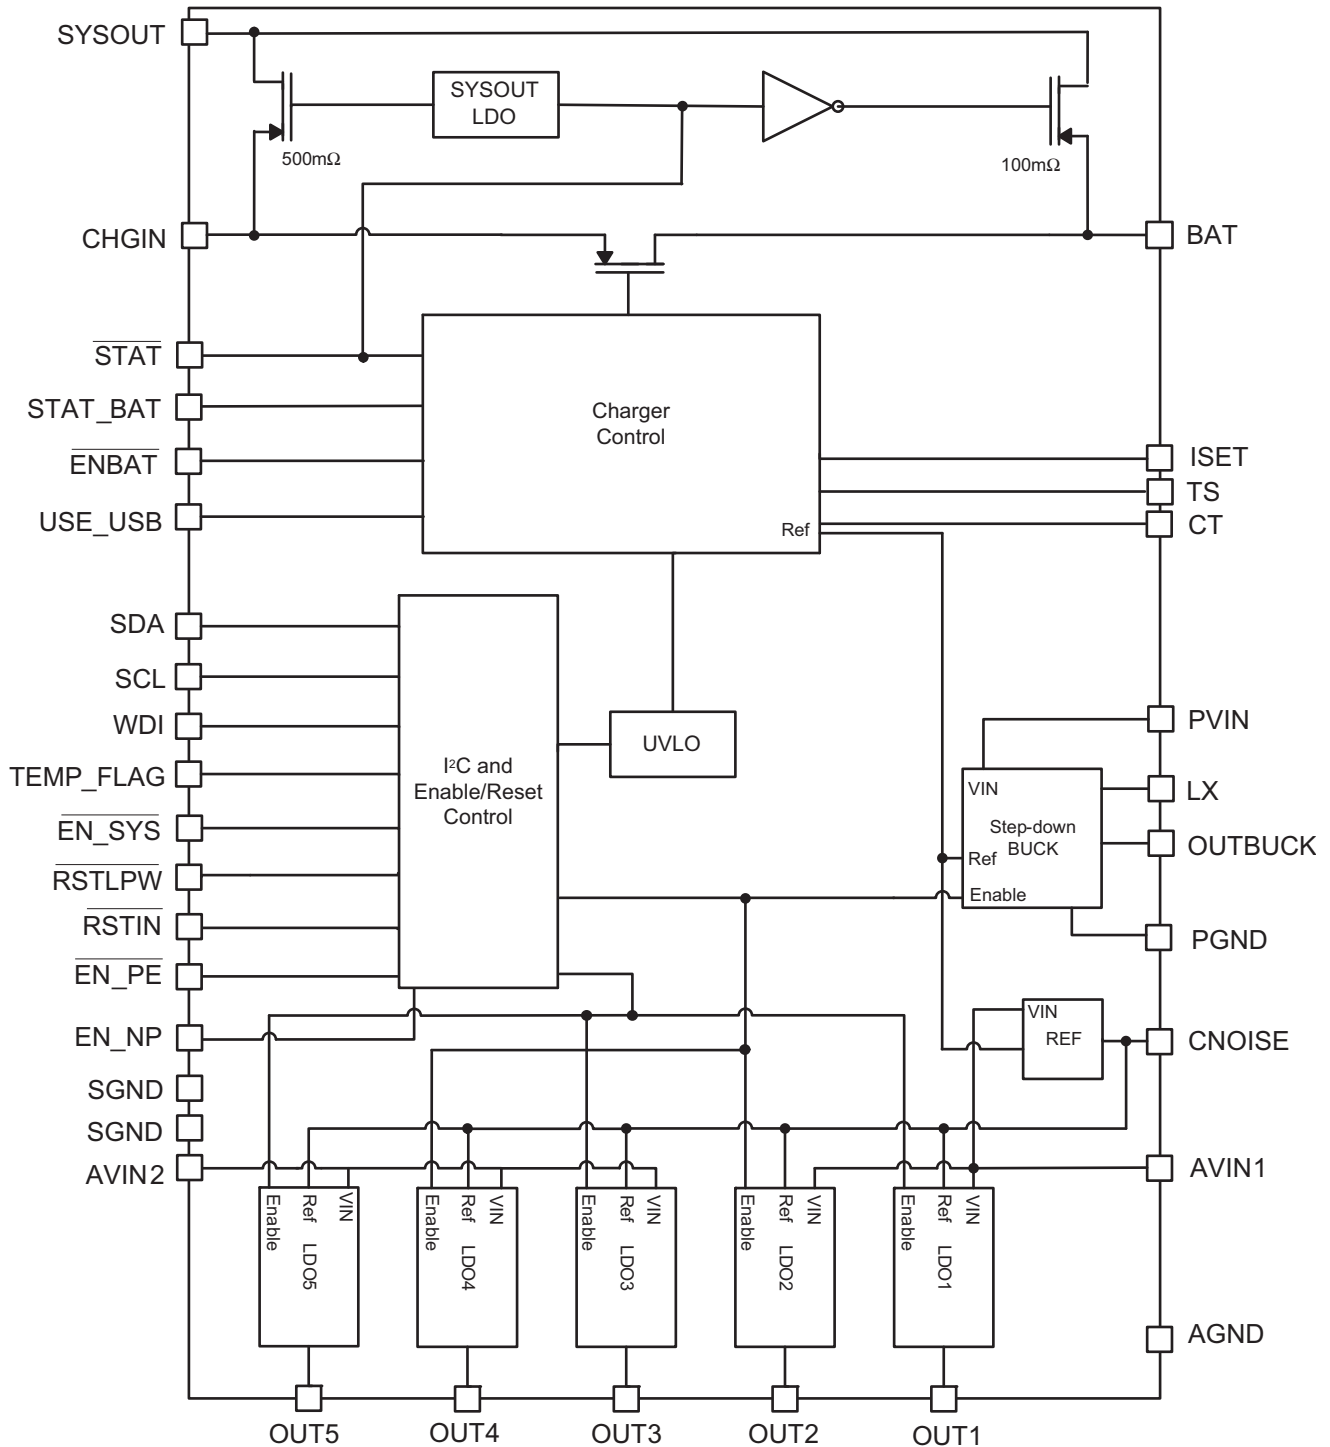 SYSOUT
SYSOUT
LDO
500mΩ
100mΩ
CHGIN
BAT
STAT
STAT_BAT
ENBAT
USE_USB
Charger
Control
Ref
ISET
TS
CT
SDA
SCL
WDI
TEMP_FLAG
EN_SYS
RSTLPW
RSTIN
EN_PE
EN_NP
SGND
SGND
AVIN2
I²C and
Enable/Reset
Control
UVLO
VIN
Step-down
BUCK
Ref
Enable
PVIN
LX
OUTBUCK
PGND
VIN
REF
CNOISE
AVIN1
AGND
Enable
Ref
VIN
LDO5
Enable
Ref
VIN
LDO4
Enable
Ref
VIN
LDO3
Enable
Ref
VIN
LDO2
Enable
Ref
VIN
LDO1
OUT5
OUT4
OUT3
OUT2
OUT1